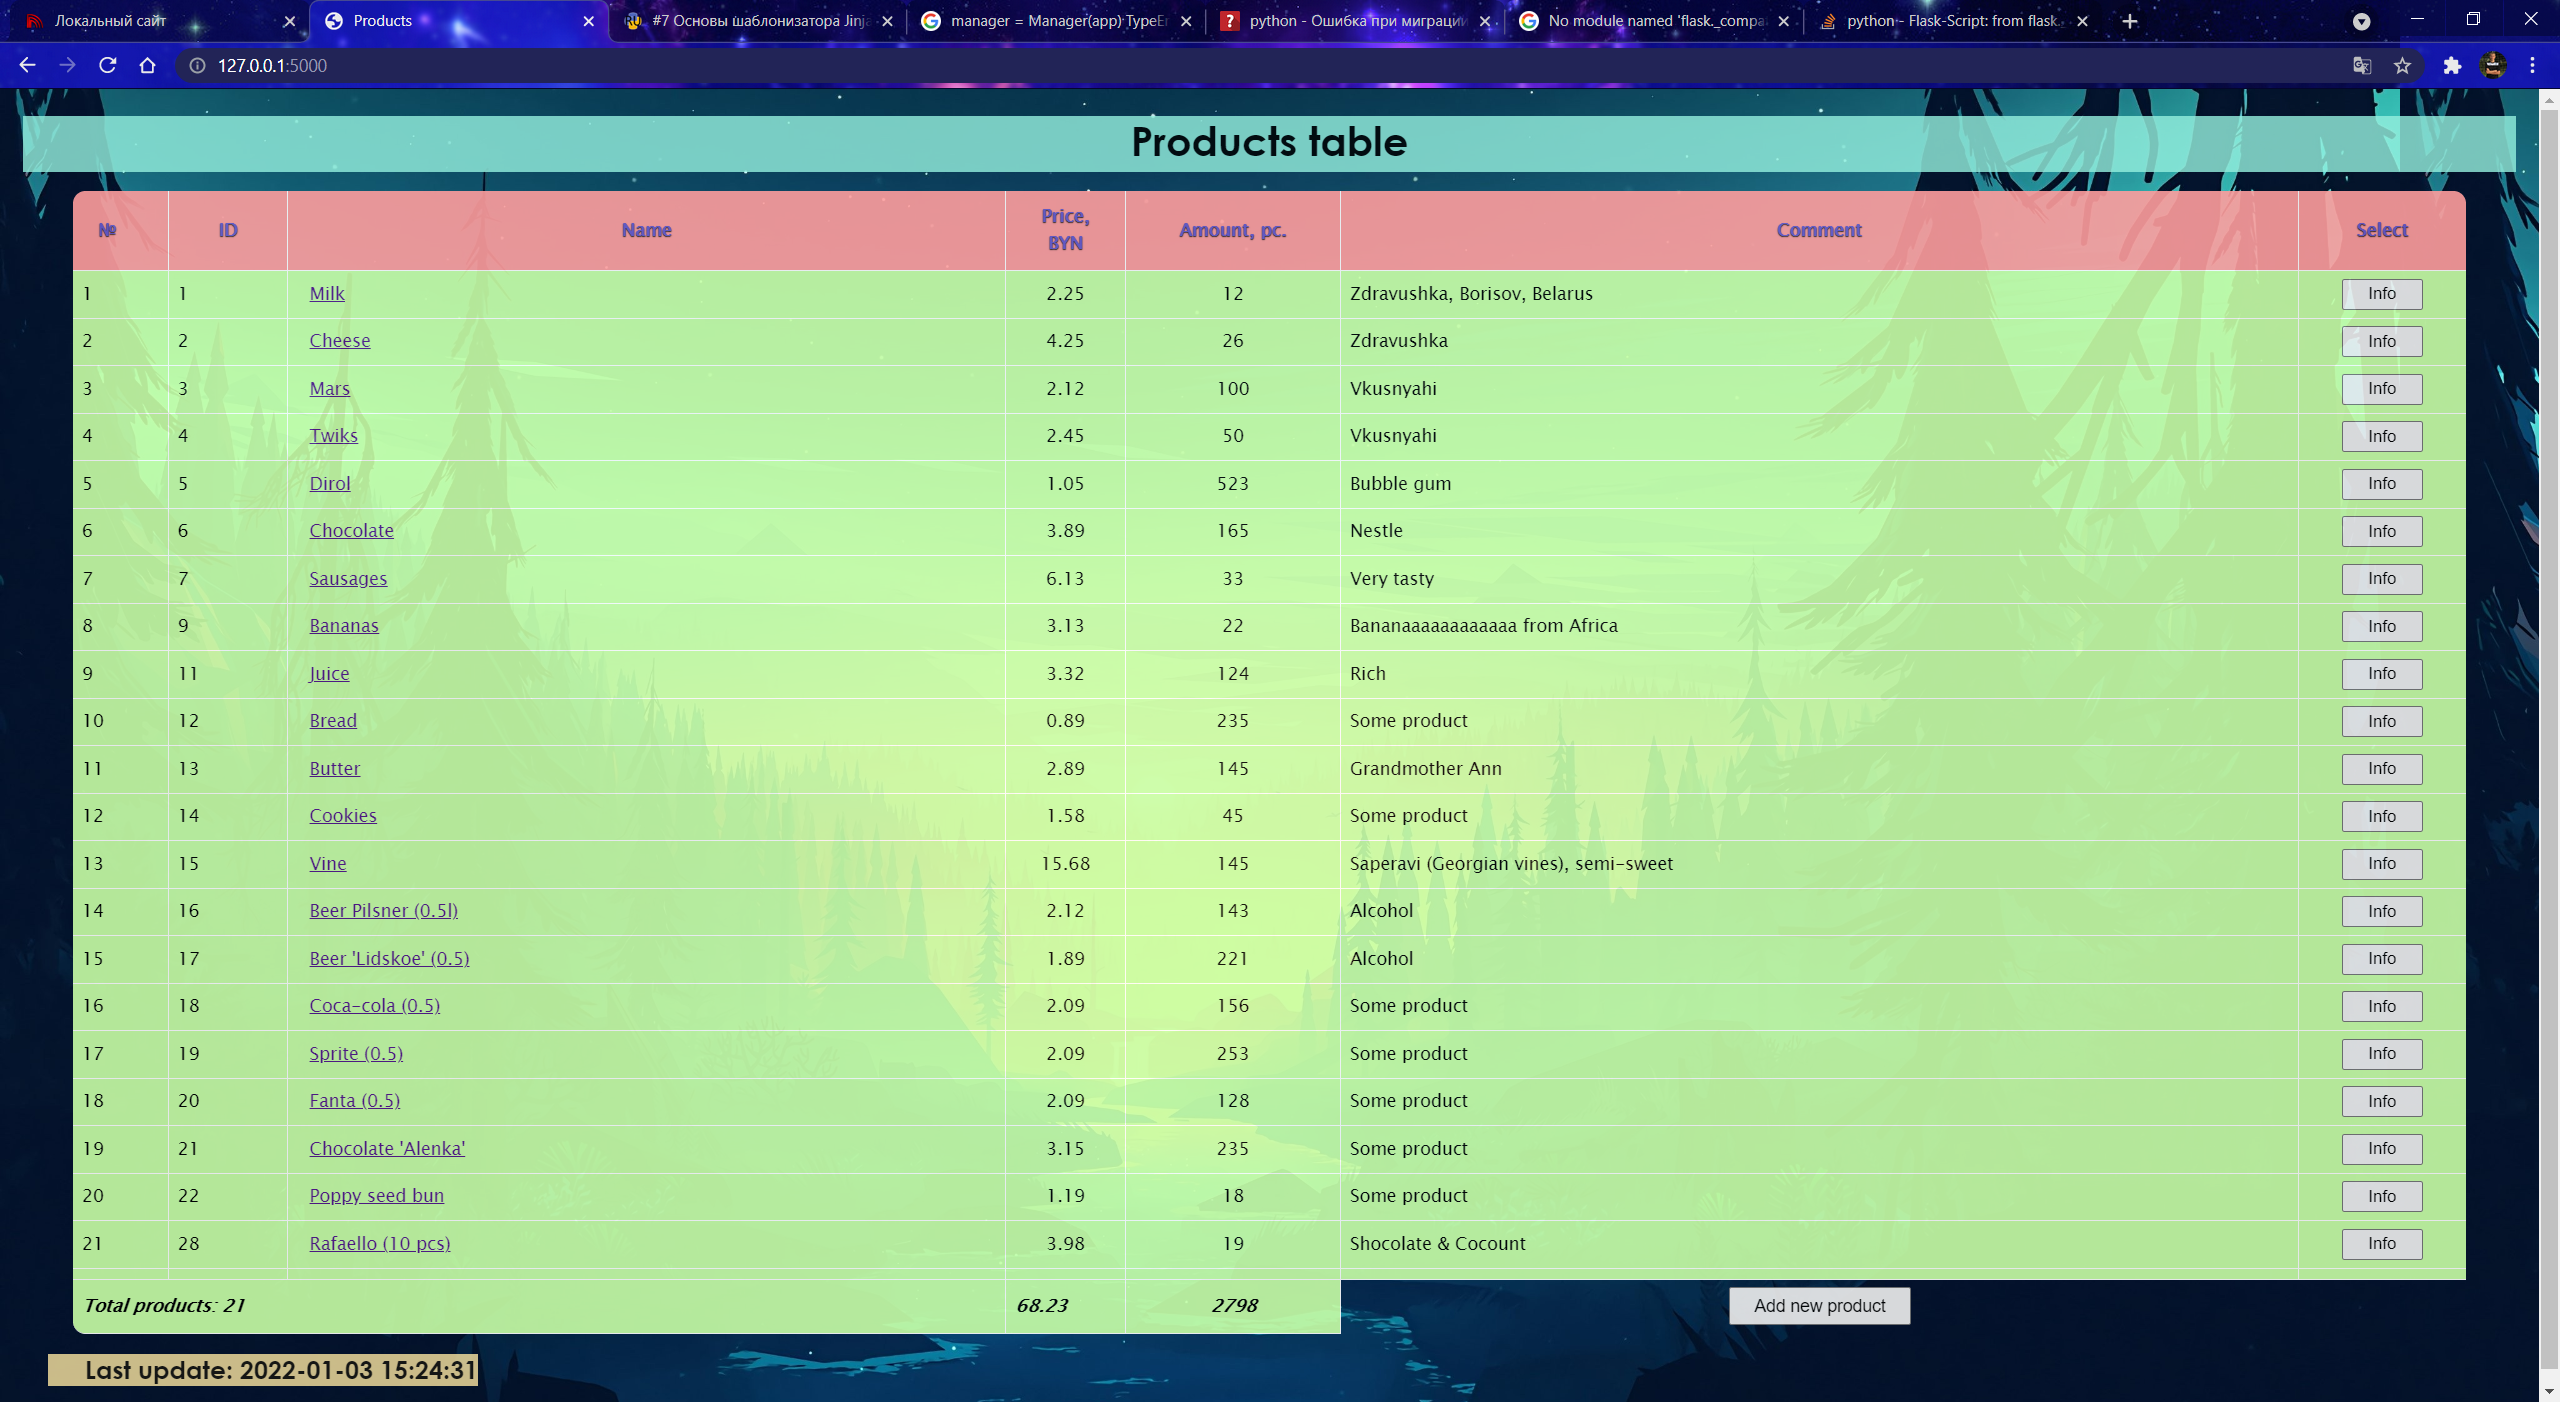 Локальный сайт
Products
#7 Основы шаблонизатора Jinja
manager = Manager(app) TypeEr
python - Ошибка при миграции
No module named 'flask._compa
python - Flask-Script: from flask.
127.0.0.1:5000
Products table
№ ID Name Price, BYN Amount, pc. Comment Select
1 1 Milk 2.25 12 Zdravushka, Borisov, Belarus Info
2 2 Cheese 4.25 26 Zdravushka Info
3 3 Mars 2.12 100 Vkusnyahi Info
4 4 Twiks 2.45 50 Vkusnyahi Info
5 5 Dirol 1.05 523 Bubble gum Info
6 6 Chocolate 3.89 165 Nestle Info
7 7 Sausages 6.13 33 Very tasty Info
8 9 Bananas 3.13 22 Bananaaaaaaaaaaaa from Africa Info
9 11 Juice 3.32 124 Rich Info
10 12 Bread 0.89 235 Some product Info
11 13 Butter 2.89 145 Grandmother Ann Info
12 14 Cookies 1.58 45 Some product Info
13 15 Vine 15.68 145 Saperavi (Georgian vines), semi-sweet Info
14 16 Beer Pilsner (0.5l) 2.12 143 Alcohol Info
15 17 Beer 'Lidskoe' (0.5) 1.89 221 Alcohol Info
16 18 Coca-cola (0.5) 2.09 156 Some product Info
17 19 Sprite (0.5) 2.09 253 Some product Info
18 20 Fanta (0.5) 2.09 128 Some product Info
19 21 Chocolate 'Alenka' 3.15 235 Some product Info
20 22 Poppy seed bun 1.19 18 Some product Info
21 28 Rafaello (10 pcs) 3.98 19 Shocolate & Cocount Info
Total products: 21 68.23 2798 Add new product
Last update: 2022-01-03 15:24:31